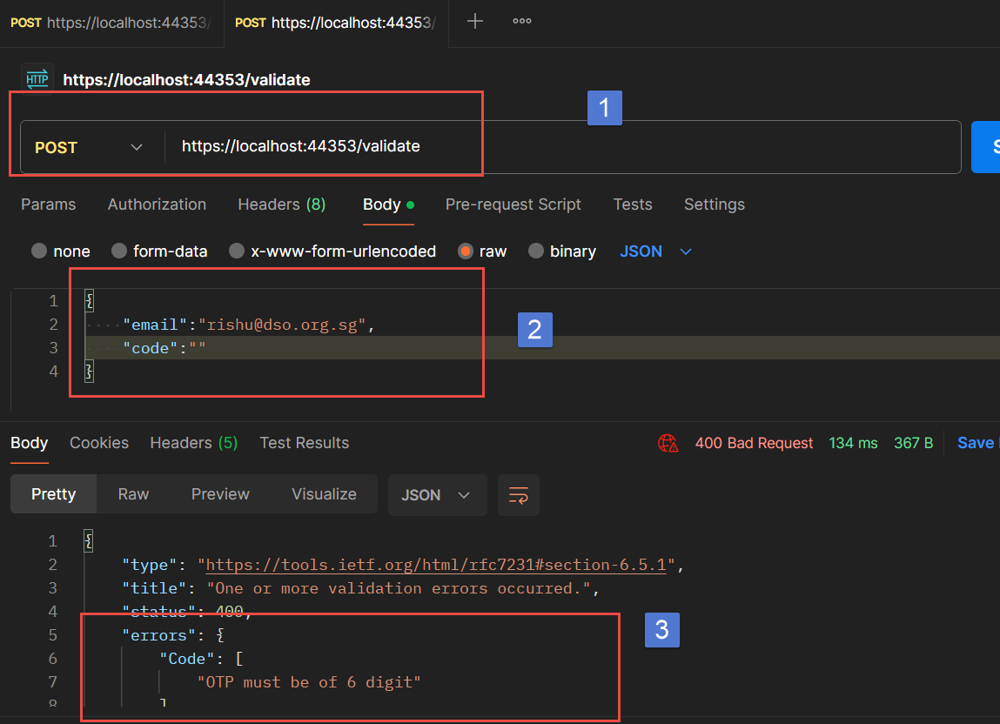 POST https://localhost:44353/ POST https://localhost:44353/
HTTP https://localhost:44353/validate
1
POST https://localhost:44353/validate
Params Authorization Headers (8) Body Pre-request Script Tests Settings
none form-data x-www-form-urlencoded raw binary JSON
1 {
2 "email":"rishu@dso.org.sg",
3 "code":""
4 }
2
Body Cookies Headers (5) Test Results 400 Bad Request 134 ms 367 B Save
Pretty Raw Preview Visualize JSON
1 {
2 "type": "https://tools.ietf.org/html/rfc7231#section-6.5.1",
3 "title": "One or more validation errors occurred.",
4 "status": 400,
5 "errors": {
3
6 "Code": [
7 "OTP must be of 6 digit"
8 ]